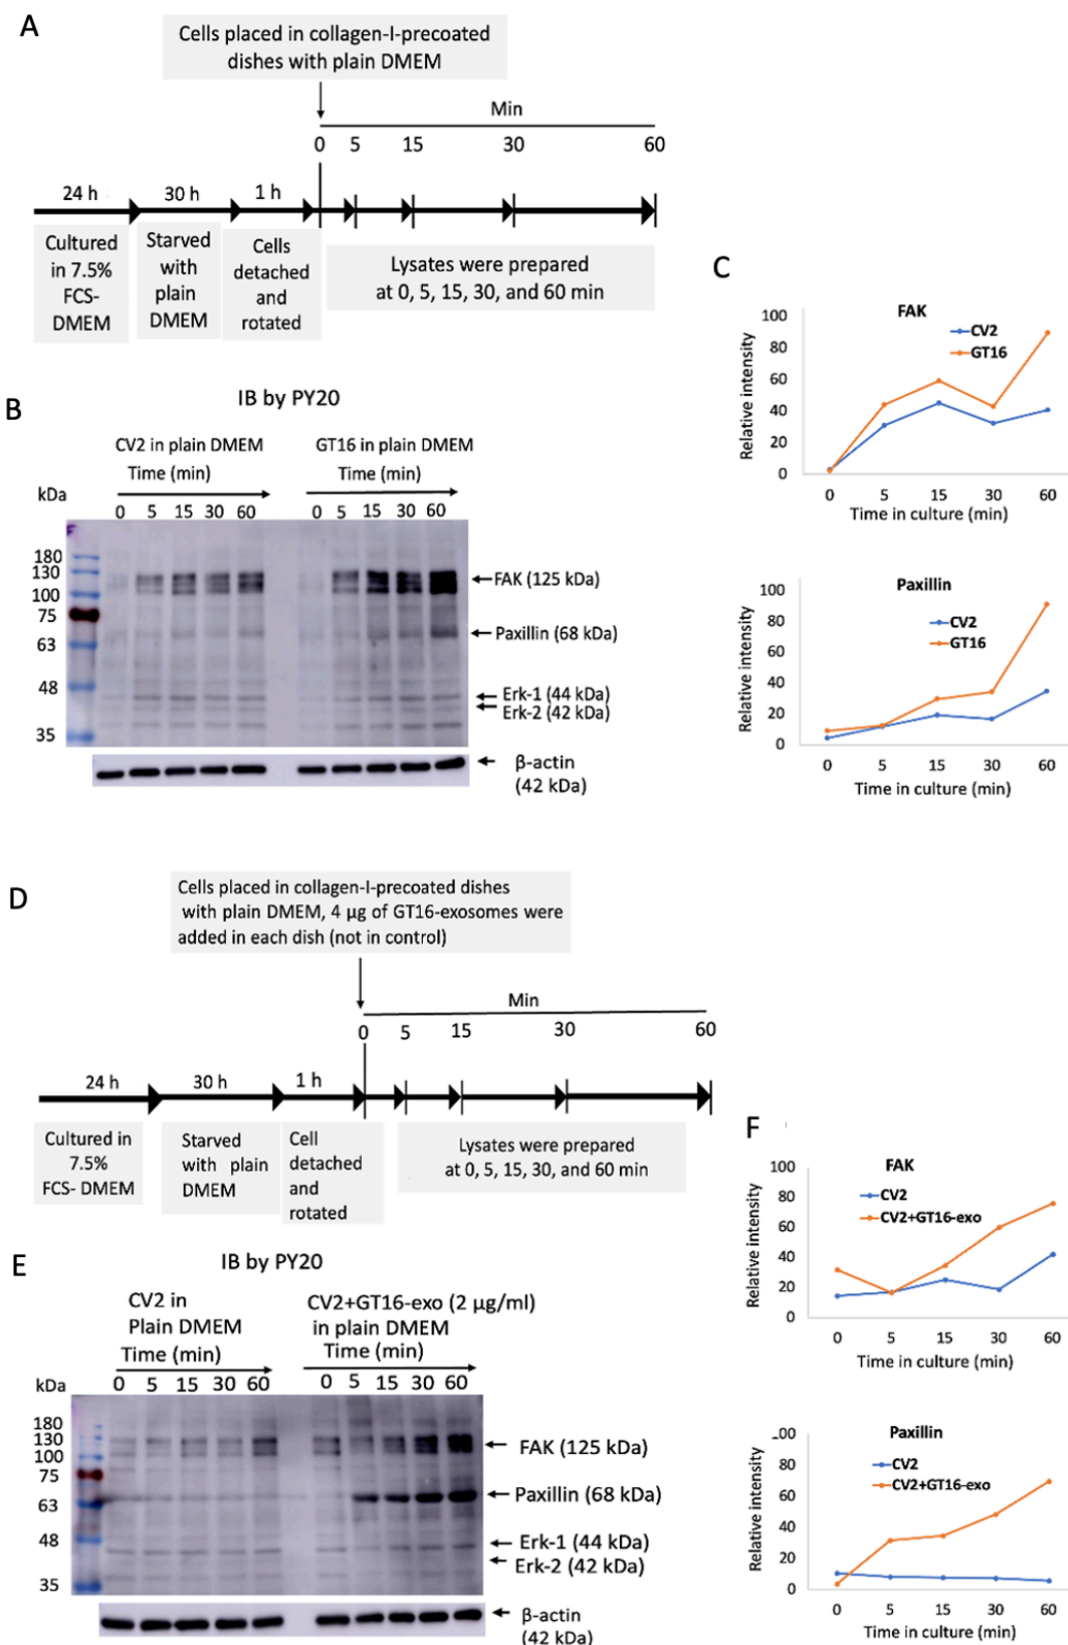 A
Cells placed in collagen-I-precoated
dishes with plain DMEM
Min
0 5 15 30 60
24 h 30 h 1 h
Cultured
in 7.5%
FCS-
DMEM
Starved
with
plain
DMEM
Cells
detached
and
rotated
Lysates were prepared
at 0, 5, 15, 30, and 60 min
B
IB by PY20
CV2 in plain DMEM
Time (min)
GT16 in plain DMEM
Time (min)
kDa
0 5 15 30 60
0 5 15 30 60
180
130
100
75
63
48
35
FAK (125 kDa)
Paxillin (68 kDa)
Erk-1 (44 kDa)
Erk-2 (42 kDa)
β-actin
(42 kDa)
C
FAK
CV2
GT16
Relative intensity
100
80
60
40
20
0
0 5 15 30 60
Time in culture (min)
Paxillin
CV2
GT16
Relative intensity
100
80
60
40
20
0
0 5 15 30 60
Time in culture (min)
D
Cells placed in collagen-I-precoated dishes
with plain DMEM, 4 µg of GT16-exosomes were
added in each dish (not in control)
Min
0 5 15 30 60
24 h 30 h 1 h
Cultured in
7.5%
FCS- DMEM
Starved
with plain
DMEM
Cell
detached
and
rotated
Lysates were prepared
at 0, 5, 15, 30, and 60 min
E
IB by PY20
CV2 in
Plain DMEM
Time (min)
CV2+GT16-exo (2 µg/ml)
in plain DMEM
Time (min)
kDa
0 5 15 30 60
0 5 15 30 60
180
130
100
75
63
48
35
FAK (125 kDa)
Paxillin (68 kDa)
Erk-1 (44 kDa)
Erk-2 (42 kDa)
β-actin
(42 kDa)
F
FAK
CV2
CV2+GT16-exo
Relative intensity
100
80
60
40
20
0
0 5 15 30 60
Time in culture (min)
Paxillin
CV2
CV2+GT16-exo
Relative intensity
00
80
60
40
20
0
0 5 15 30 60
Time in culture (min)